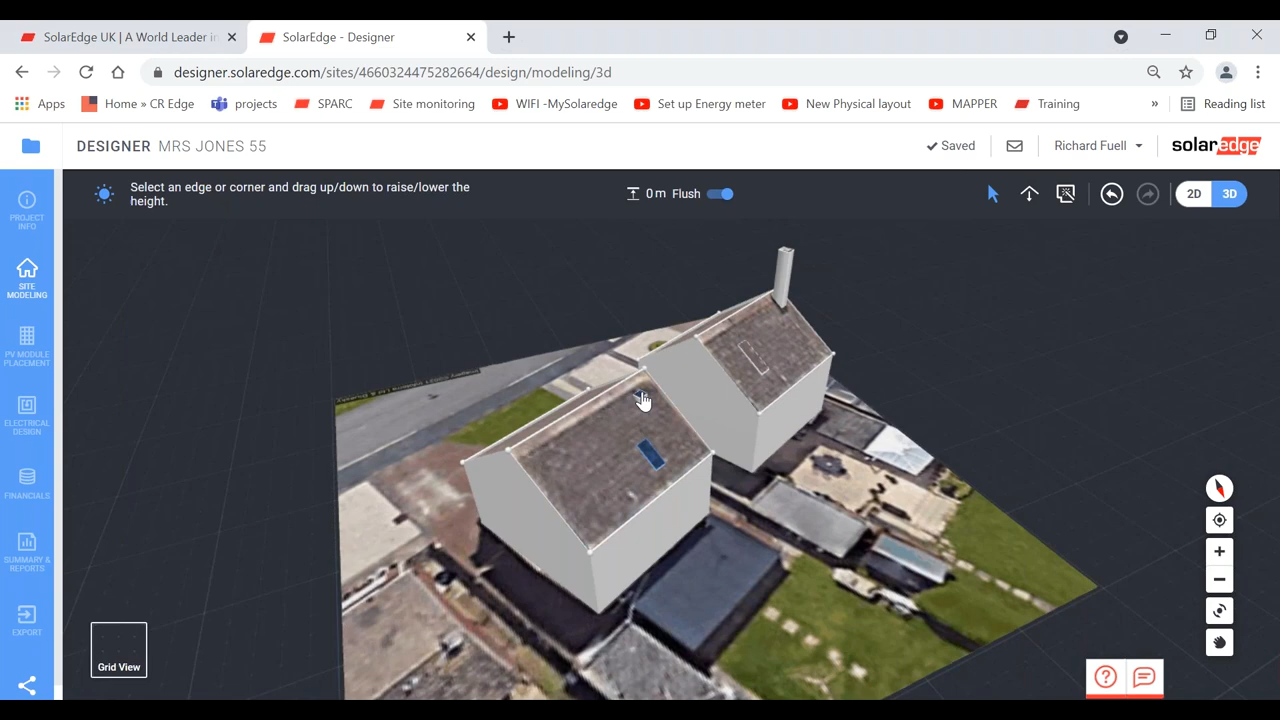 SolarEdge UK | A World Leader in
SolarEdge - Designer
designer.solaredge.com/sites/4660324475282664/design/modeling/3d
Apps
Home » CR Edge
projects
SPARC
Site monitoring
WIFI -MySolaredge
Set up Energy meter
New Physical layout
MAPPER
Training
»
Reading list
DESIGNER MRS JONES 55
Saved
Richard Fuell
solaredge
Select an edge or corner and drag up/down to raise/lower the
height.
0 m Flush
2D
3D
PROJECT
INFO
SITE
MODELING
PV MODULE
PLACEMENT
ELECTRICAL
DESIGN
FINANCIALS
SUMMARY &
REPORTS
EXPORT
Grid View